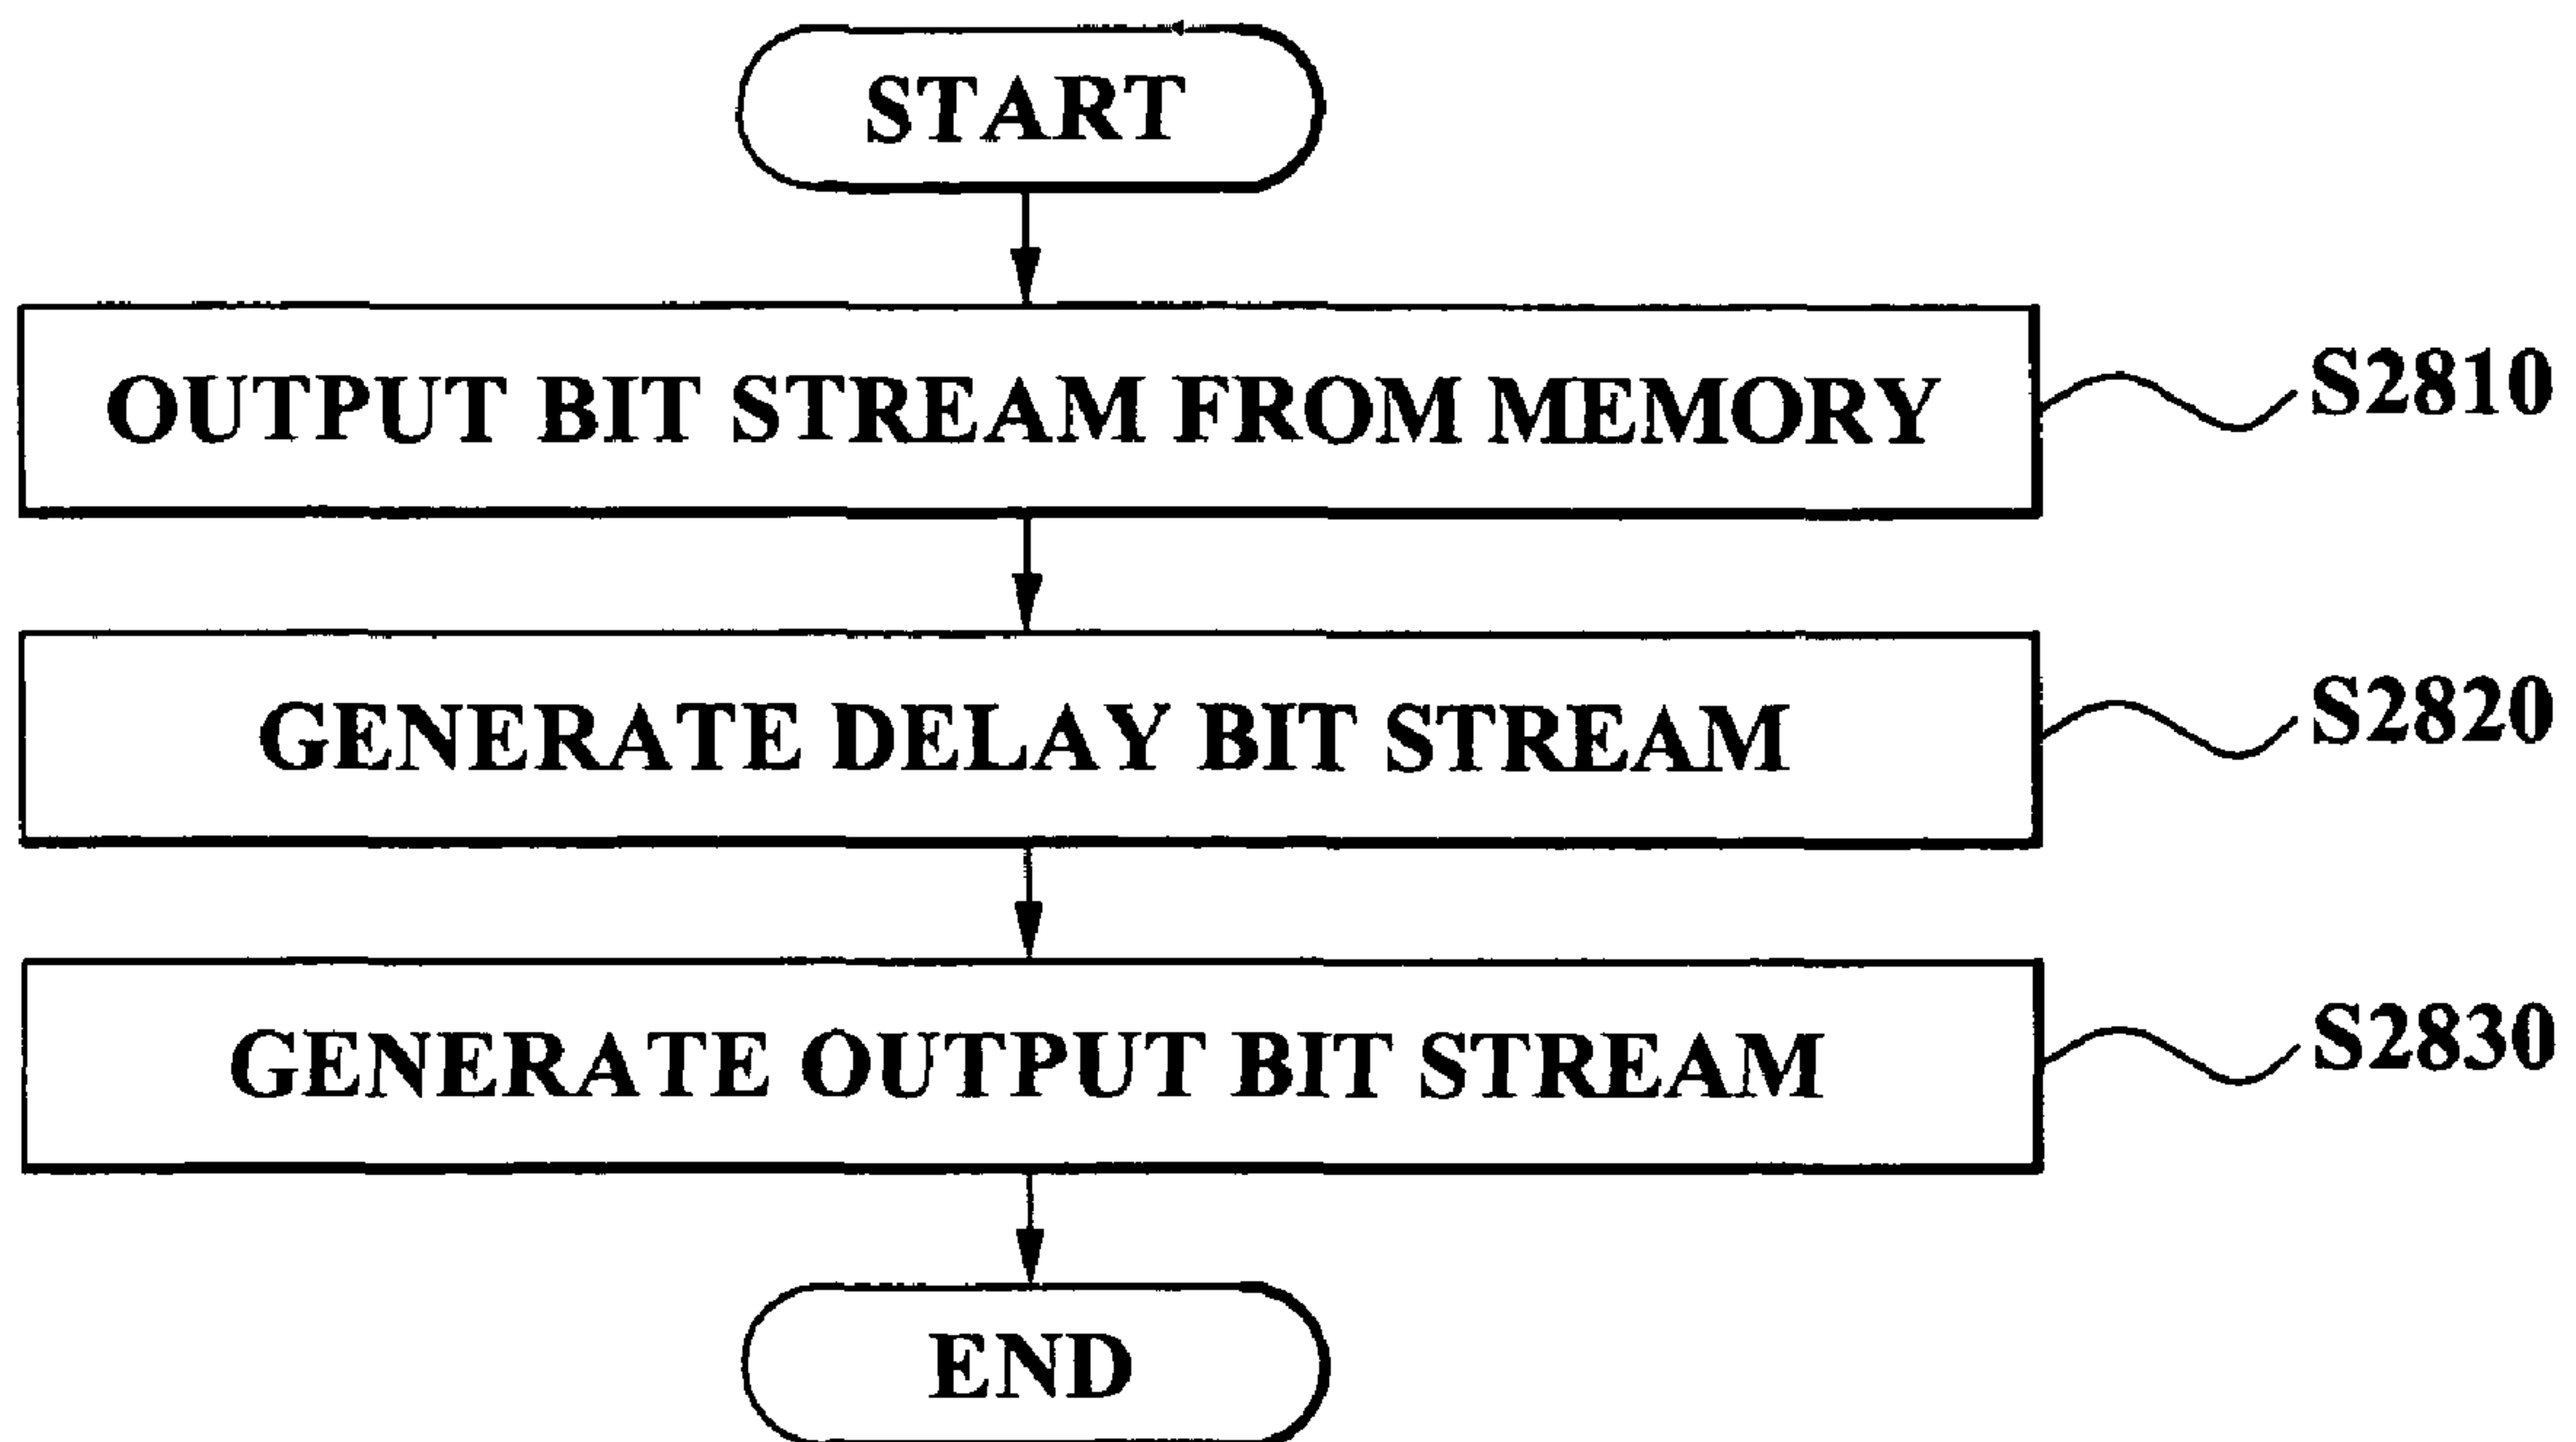 START
OUTPUT BIT STREAM FROM MEMORY
S2810
GENERATE DELAY BIT STREAM
S2820
GENERATE OUTPUT BIT STREAM
S2830
END